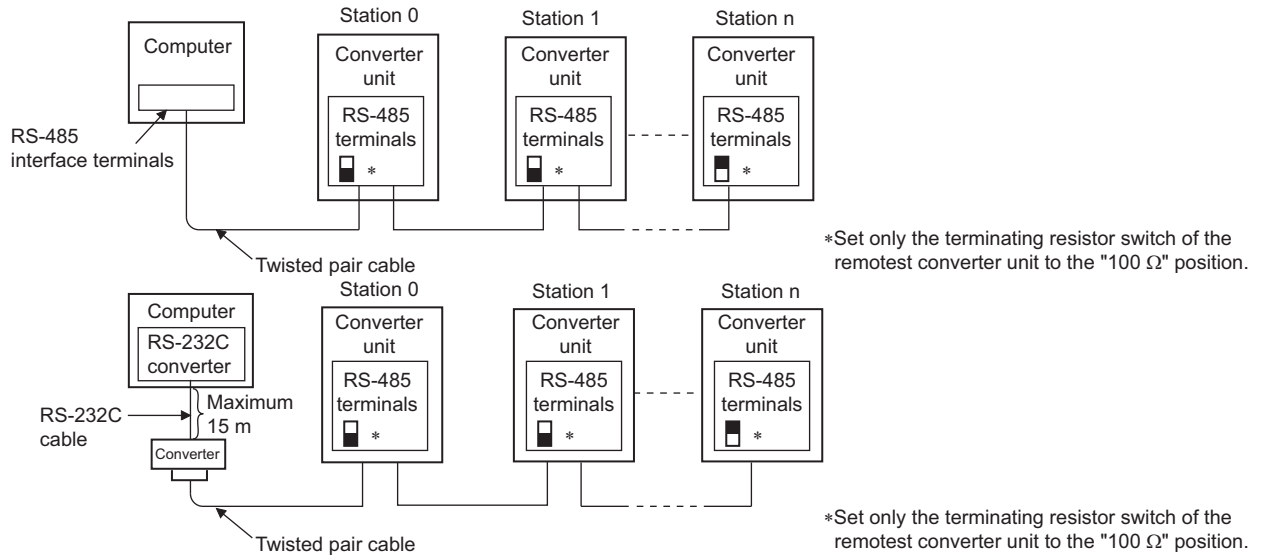 Station 0
Station 1
Station n
Computer
Converter
unit
Converter
unit
Converter
unit
RS-485
terminals
*
RS-485
terminals
*
RS-485
terminals
*
RS-485
interface terminals
Twisted pair cable
*Set only the terminating resistor switch of the
remotest converter unit to the "100 Ω" position.
Station 0
Station 1
Station n
Computer
RS-232C
converter
Converter
unit
Converter
unit
Converter
unit
RS-485
terminals
*
RS-485
terminals
*
RS-485
terminals
*
RS-232C
cable
Maximum
15 m
Converter
Twisted pair cable
*Set only the terminating resistor switch of the
remotest converter unit to the "100 Ω" position.